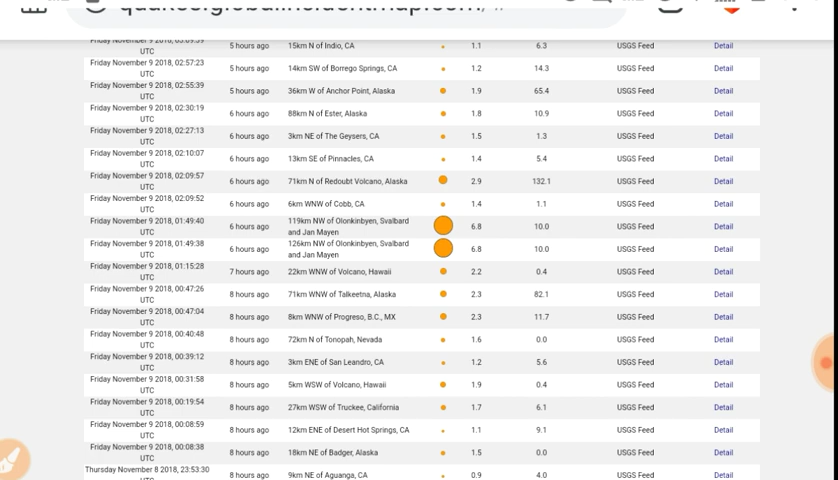 Friday November 9 2018, 03:09:39 UTC 5 hours ago 15km N of Indio, CA 1.1 6.3 USGS Feed Detail
Friday November 9 2018, 02:57:23 UTC 5 hours ago 14km SW of Borrego Springs, CA 1.2 14.3 USGS Feed Detail
Friday November 9 2018, 02:55:39 UTC 5 hours ago 36km W of Anchor Point, Alaska 1.9 65.4 USGS Feed Detail
Friday November 9 2018, 02:30:19 UTC 6 hours ago 88km N of Ester, Alaska 1.8 10.9 USGS Feed Detail
Friday November 9 2018, 02:27:13 UTC 6 hours ago 3km NE of The Geysers, CA 1.5 1.3 USGS Feed Detail
Friday November 9 2018, 02:10:07 UTC 6 hours ago 13km SE of Pinnacles, CA 1.4 5.4 USGS Feed Detail
Friday November 9 2018, 02:09:57 UTC 6 hours ago 71km N of Redoubt Volcano, Alaska 2.9 132.1 USGS Feed Detail
Friday November 9 2018, 02:09:52 UTC 6 hours ago 6km WNW of Cobb, CA 1.4 1.1 USGS Feed Detail
Friday November 9 2018, 01:49:40 UTC 6 hours ago 119km NW of Olonkinbyen, Svalbard and Jan Mayen 6.8 10.0 USGS Feed Detail
Friday November 9 2018, 01:49:38 UTC 6 hours ago 126km NW of Olonkinbyen, Svalbard and Jan Mayen 6.8 10.0 USGS Feed Detail
Friday November 9 2018, 01:15:28 UTC 7 hours ago 22km WNW of Volcano, Hawaii 2.2 0.4 USGS Feed Detail
Friday November 9 2018, 00:47:26 UTC 8 hours ago 71km WNW of Talkeetna, Alaska 2.3 82.1 USGS Feed Detail
Friday November 9 2018, 00:47:04 UTC 8 hours ago 8km WNW of Progreso, B.C., MX 2.3 11.7 USGS Feed Detail
Friday November 9 2018, 00:40:48 UTC 8 hours ago 72km N of Tonopah, Nevada 1.6 0.0 USGS Feed Detail
Friday November 9 2018, 00:39:12 UTC 8 hours ago 3km ENE of San Leandro, CA 1.2 5.6 USGS Feed Detail
Friday November 9 2018, 00:31:58 UTC 8 hours ago 5km WSW of Volcano, Hawaii 1.9 0.4 USGS Feed Detail
Friday November 9 2018, 00:19:54 UTC 8 hours ago 27km WSW of Truckee, California 1.7 6.1 USGS Feed Detail
Friday November 9 2018, 00:08:59 UTC 8 hours ago 12km ENE of Desert Hot Springs, CA 1.1 9.1 USGS Feed Detail
Friday November 9 2018, 00:08:38 UTC 8 hours ago 18km NE of Badger, Alaska 1.5 0.0 USGS Feed Detail
Thursday November 8 2018, 23:53:30 8 hours ago 9km NE of Aguanga, CA 0.9 4.0 USGS Feed Detail